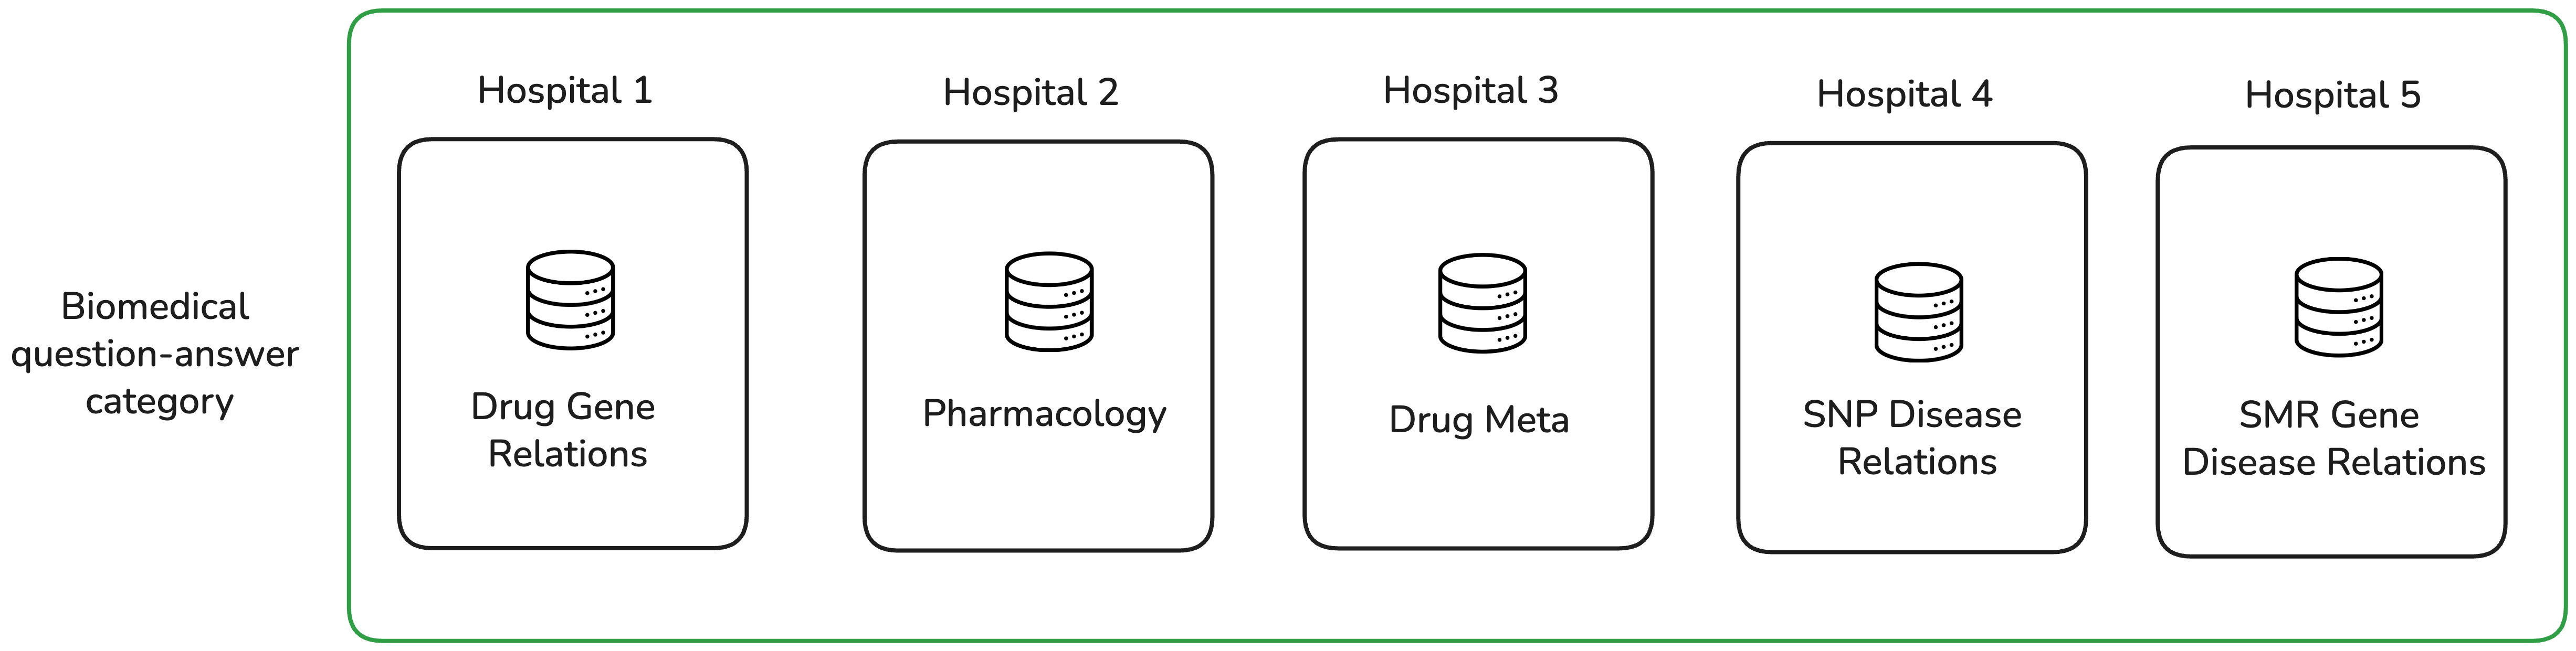 Hospital 1
Hospital 2
Hospital 3
Hospital 4
Hospital 5
Biomedical
question-answer
category
Drug Gene
Relations
Pharmacology
Drug Meta
SNP Disease
Relations
SMR Gene
Disease Relations